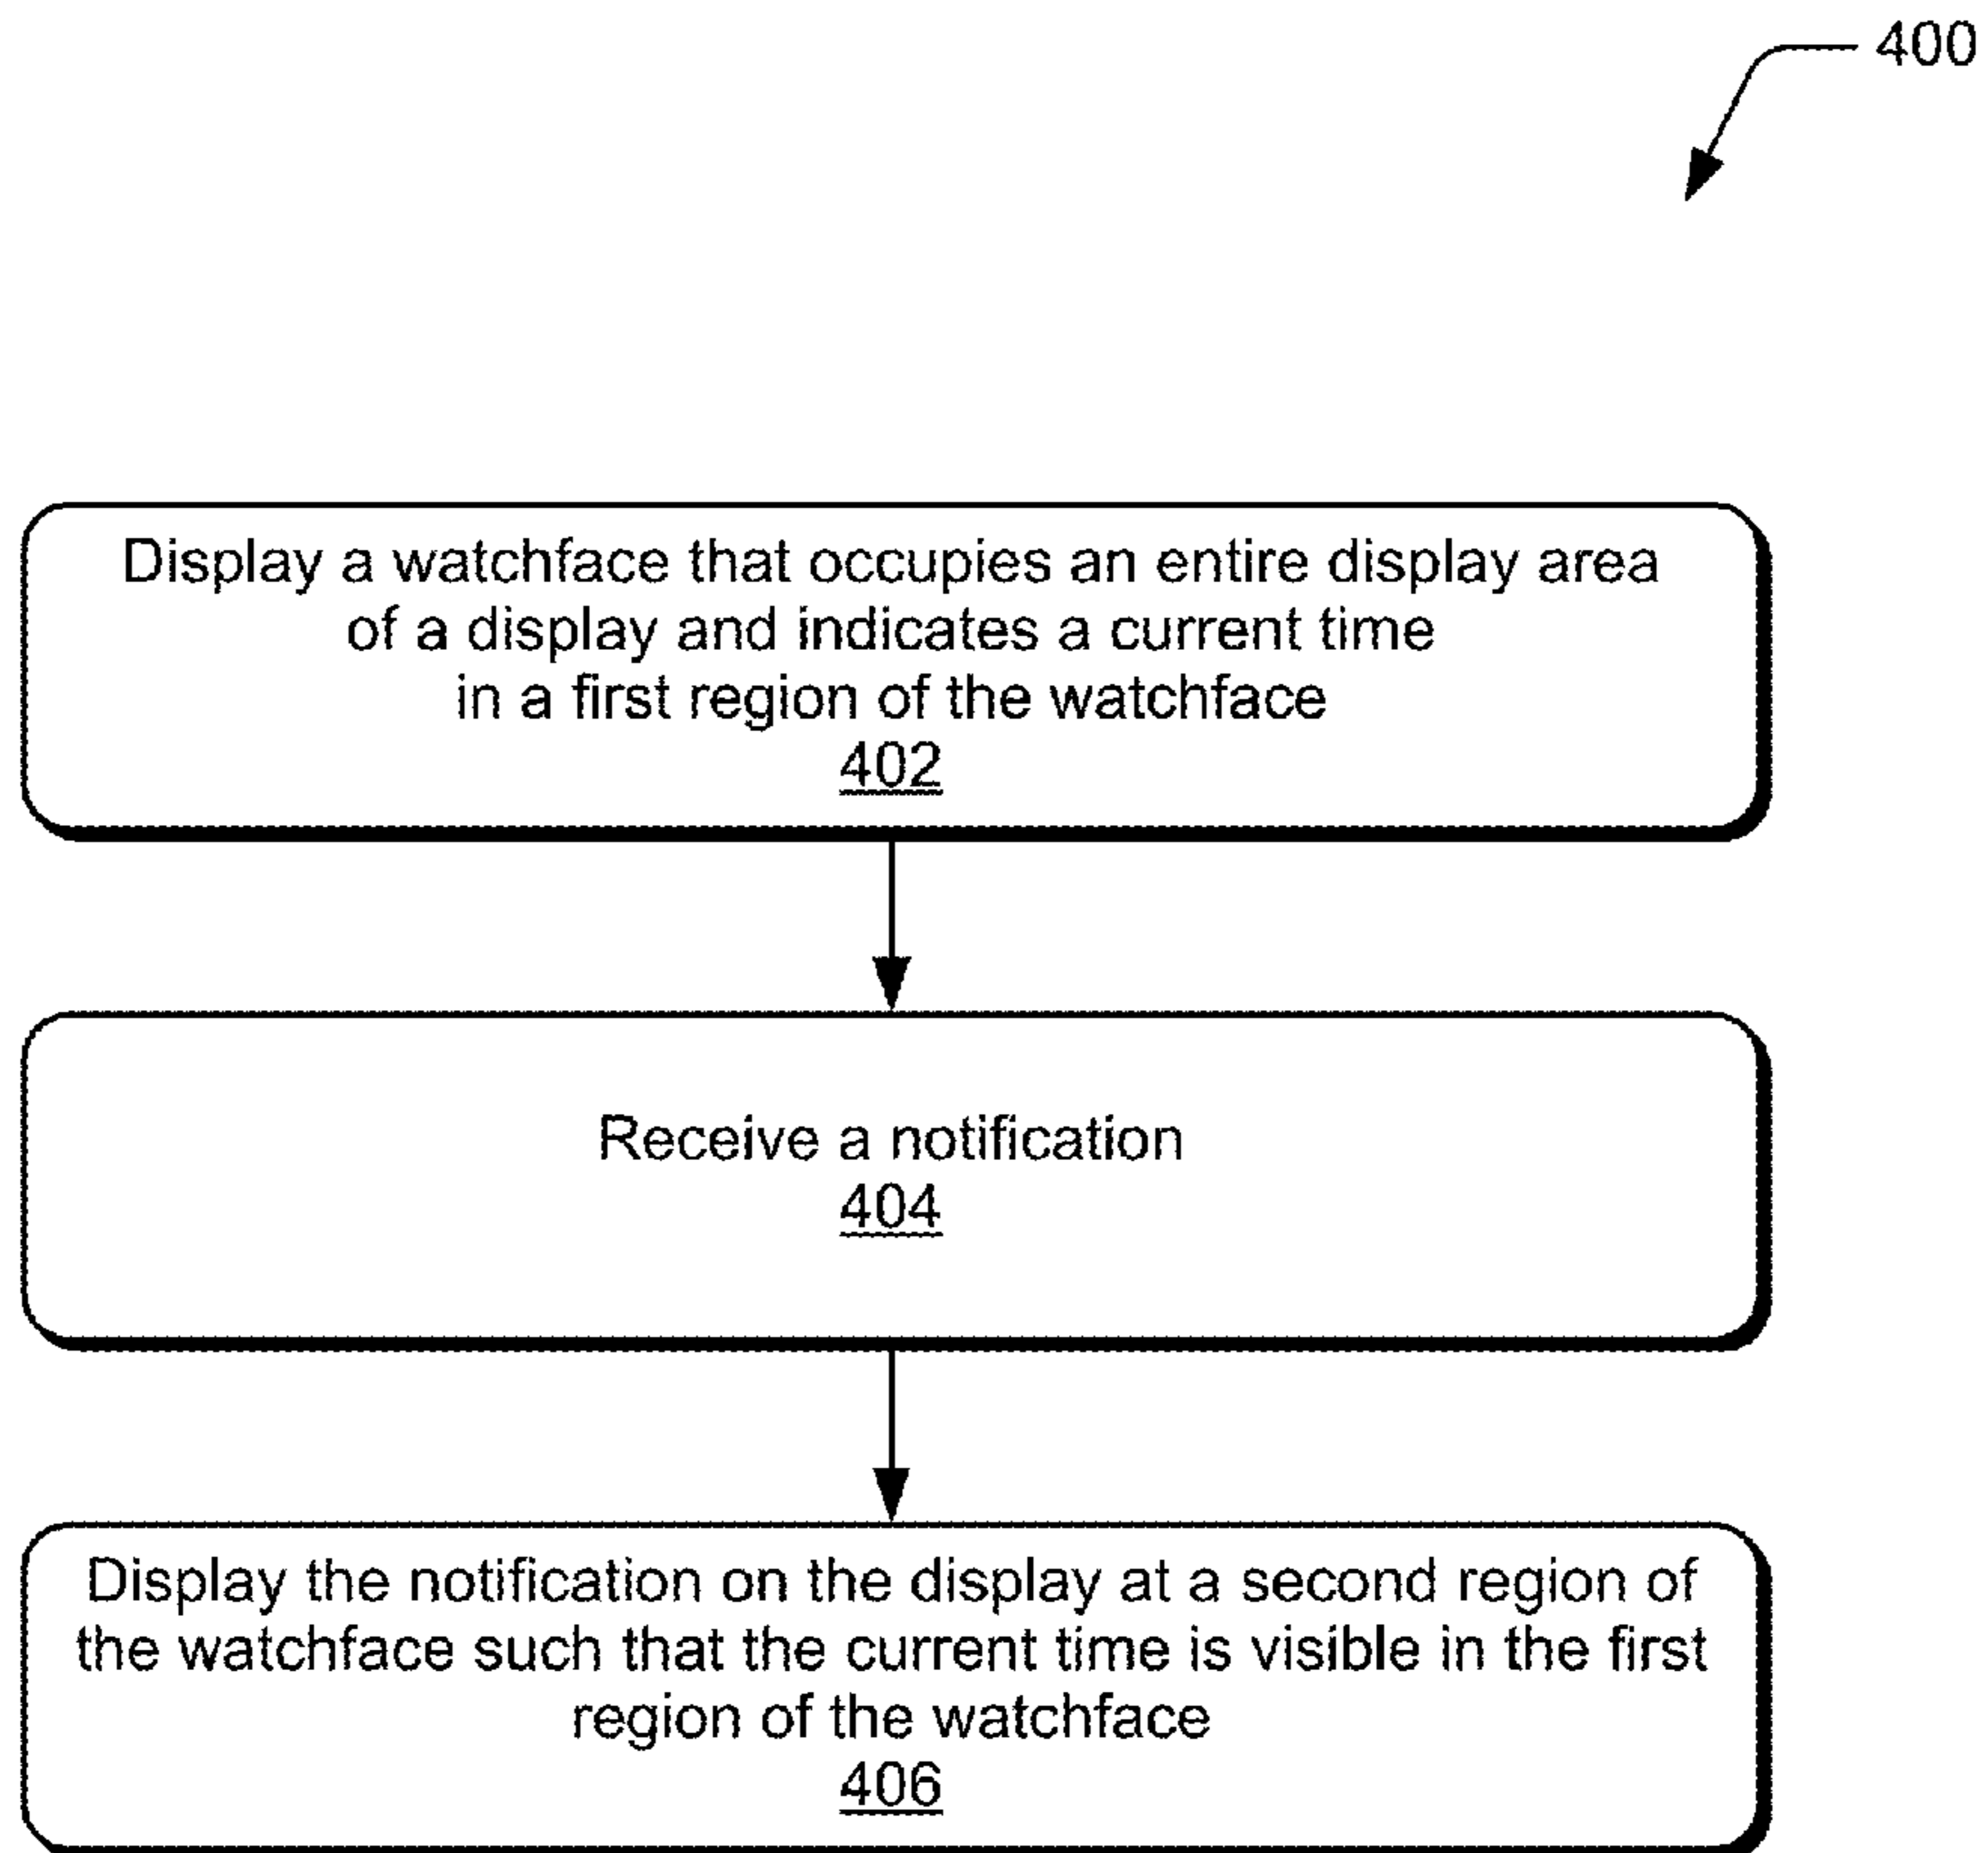 400
Display a watchface that occupies an entire display area
of a display and indicates a current time
in a first region of the watchface
402
Receive a notification
404
Display the notification on the display at a second region of
the watchface such that the current time is visible in the first
region of the watchface
406